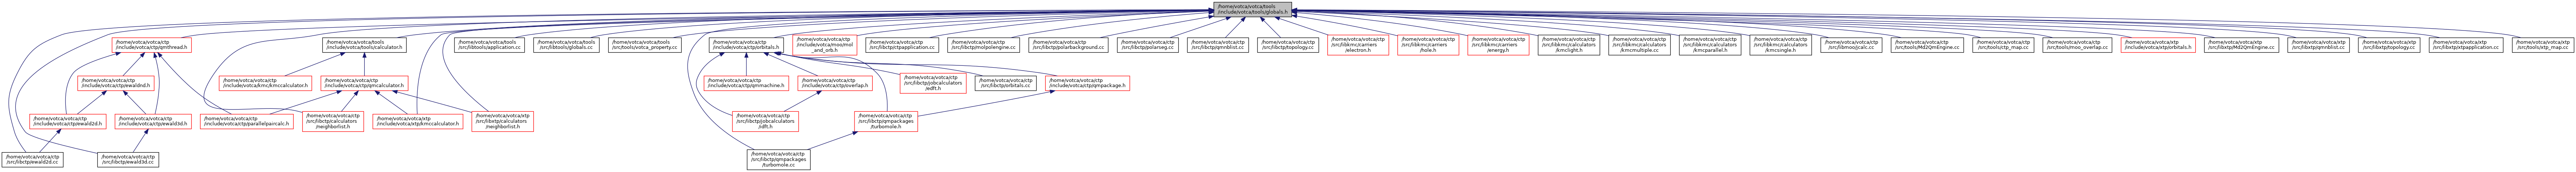 /home/votca/votca/tools
/include/votca/tools/globals.h
/home/votca/votca/ctp
/include/votca/ctp/qmthread.h
/home/votca/votca/tools
/include/votca/tools/calculator.h
/home/votca/votca/tools
/src/libtools/application.cc
/home/votca/votca/tools
/src/libtools/globals.cc
/home/votca/votca/tools
/src/tools/votca_property.cc
/home/votca/votca/ctp
/include/votca/ctp/orbitals.h
/home/votca/votca/ctp
/include/votca/moo/mol
_and_orb.h
/home/votca/votca/ctp
/src/libctp/ctpapplication.cc
/home/votca/votca/ctp
/src/libctp/molpolengine.cc
/home/votca/votca/ctp
/src/libctp/polarbackground.cc
/home/votca/votca/ctp
/src/libctp/polarseg.cc
/home/votca/votca/ctp
/src/libctp/qmnblist.cc
/home/votca/votca/ctp
/src/libctp/topology.cc
/home/votca/votca/ctp
/src/libkmc/carriers
/electron.h
/home/votca/votca/ctp
/src/libkmc/carriers
/hole.h
/home/votca/votca/ctp
/src/libkmc/carriers
/energy.h
/home/votca/votca/ctp
/src/libkmc/calculators
/kmclight.h
/home/votca/votca/ctp
/src/libkmc/calculators
/kmcmultiple.cc
/home/votca/votca/ctp
/src/libkmc/calculators
/kmcparallel.h
/home/votca/votca/ctp
/src/libkmc/calculators
/kmcsingle.h
/home/votca/votca/ctp
/src/libmoo/jcalc.cc
/home/votca/votca/ctp
/src/tools/Md2QmEngine.cc
/home/votca/votca/ctp
/src/tools/ctp_map.cc
/home/votca/votca/ctp
/src/tools/moo_overlap.cc
/home/votca/votca/xtp
/include/votca/xtp/orbitals.h
/home/votca/votca/xtp
/src/libxtp/Md2QmEngine.cc
/home/votca/votca/xtp
/src/libxtp/qmnblist.cc
/home/votca/votca/xtp
/src/libxtp/topology.cc
/home/votca/votca/xtp
/src/libxtp/xtpapplication.cc
/home/votca/votca/xtp
/src/tools/xtp_map.cc
/home/votca/votca/ctp
/include/votca/ctp/ewaldnd.h
/home/votca/votca/ctp
/include/votca/kmc/kmccalculator.h
/home/votca/votca/ctp
/include/votca/ctp/qmcalculator.h
/home/votca/votca/ctp
/include/votca/ctp/qmmachine.h
/home/votca/votca/ctp
/include/votca/ctp/overlap.h
/home/votca/votca/ctp
/src/libctp/jobcalculators
/edft.h
/home/votca/votca/ctp
/src/libctp/orbitals.cc
/home/votca/votca/ctp
/include/votca/ctp/qmpackage.h
/home/votca/votca/ctp
/include/votca/ctp/ewald2d.h
/home/votca/votca/ctp
/include/votca/ctp/ewald3d.h
/home/votca/votca/ctp
/include/votca/ctp/parallelpaircalc.h
/home/votca/votca/ctp
/src/libctp/calculators
/neighborlist.h
/home/votca/votca/xtp
/include/votca/xtp/kmccalculator.h
/home/votca/votca/xtp
/src/libxtp/calculators
/neighborlist.h
/home/votca/votca/ctp
/src/libctp/jobcalculators
/idft.h
/home/votca/votca/ctp
/src/libctp/qmpackages
/turbomole.h
/home/votca/votca/ctp
/src/libctp/ewald2d.cc
/home/votca/votca/ctp
/src/libctp/ewald3d.cc
/home/votca/votca/ctp
/src/libctp/qmpackages
/turbomole.cc